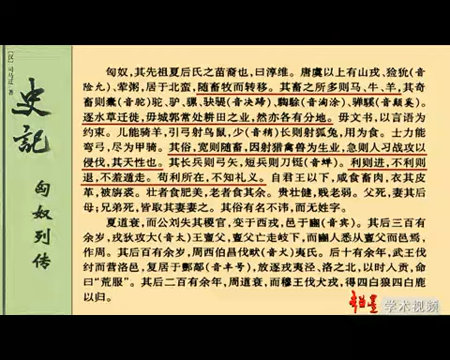 〔汉〕司马迁
史記
匈奴列传
匈奴，其先祖夏后氏之苗裔也，曰淳维。唐虞以上有山戎、猃狁（音
险允）、荤粥，居于北蛮，随畜牧而转移。其畜之所多则马、牛、羊，其奇
畜则橐（音驼）驼、驴、骡、駃騠（音决蹄）、騊駼（音淘涂）、驒騱（音颠奚）。
逐水草迁徙，毋城郭常处耕田之业，然亦各有分地。毋文书，以言语为
约束。儿能骑羊，引弓射鸟鼠，少（音稍）长则射狐兔，用为食。士力能
弯弓，尽为甲骑。其俗，宽则随畜，因射猎禽兽为生业，急则人习战攻以
侵伐，其天性也。其长兵则弓矢，短兵则刀铤（音蝉）。利则进，不利则
退，不羞遁走。苟利所在，不知礼义。自君王以下，咸食畜肉，衣其皮
革，被旃裘。壮者食肥美，老者食其余。贵壮健，贱老弱。父死，妻其后
母；兄弟死，皆取其妻妻之。其俗有名不讳，而无姓字。
夏道衰，而公刘失其稷官，变于西戎，邑于豳（音宾）。其后三百有
余岁，戎狄攻大（音太）王亶父，亶父亡走岐下，而豳人悉从亶父而邑焉，
作周。其后百有余岁，周西伯昌伐畎（音犬）夷氏。后十有余年，武王伐
纣而营洛邑，复居于酆鄗（音丰号），放逐戎夷泾、洛之北，以时入贡，命
曰“荒服”。其后二百有余年，周道衰，而穆王伐犬戎，得四白狼四白鹿
以归。
学术视频